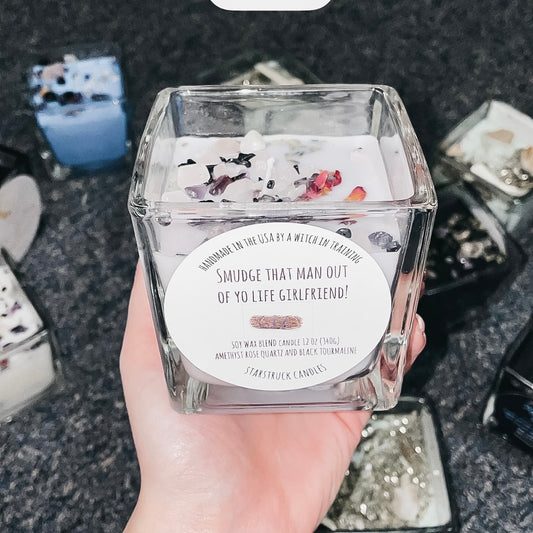 HANDMADE IN THE USA BY A WITCH IN TRAINING
SMUDGE THAT MAN OUT
OF YO LIFE GIRLFRIEND!
SOY WAX BLEND CANDLE 12 OZ (340G)
AMETHYST ROSE QUARTZ AND BLACK TOURMALINE
STARSTRUCK CANDLES